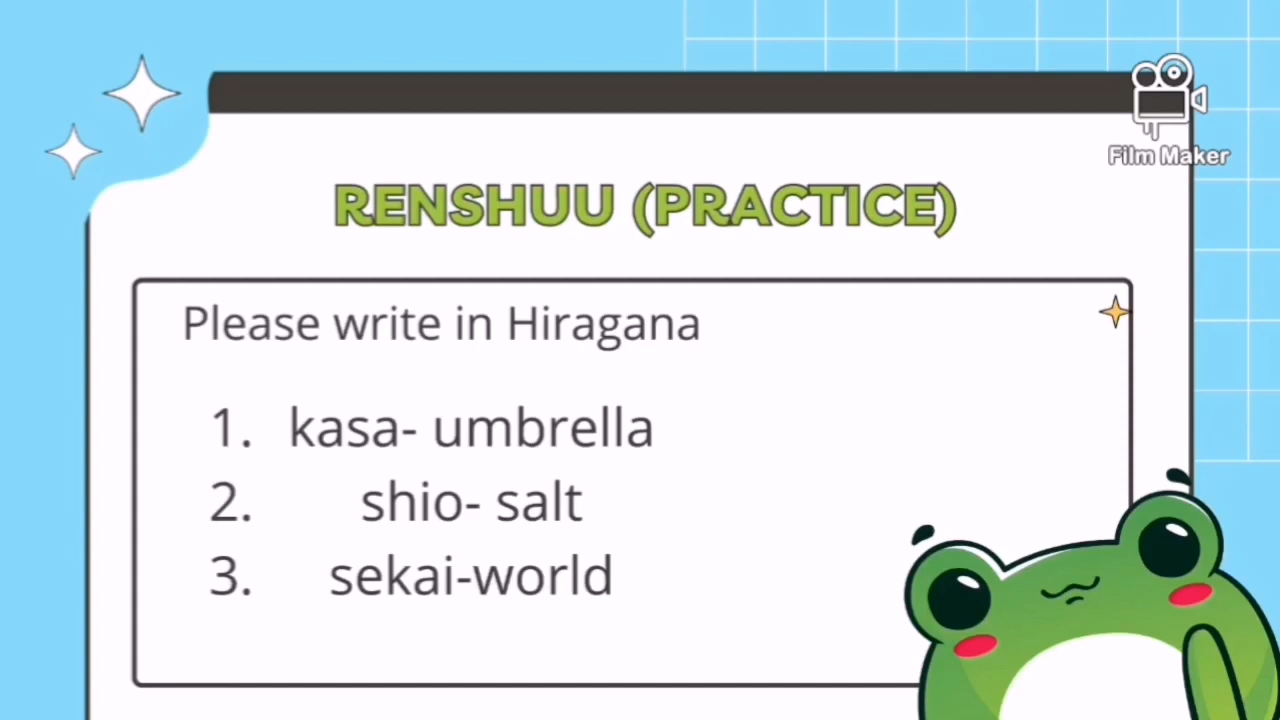 Film Maker
RENSHUU (PRACTICE)
Please write in Hiragana
1. kasa- umbrella
2. shio- salt
3. sekai-world